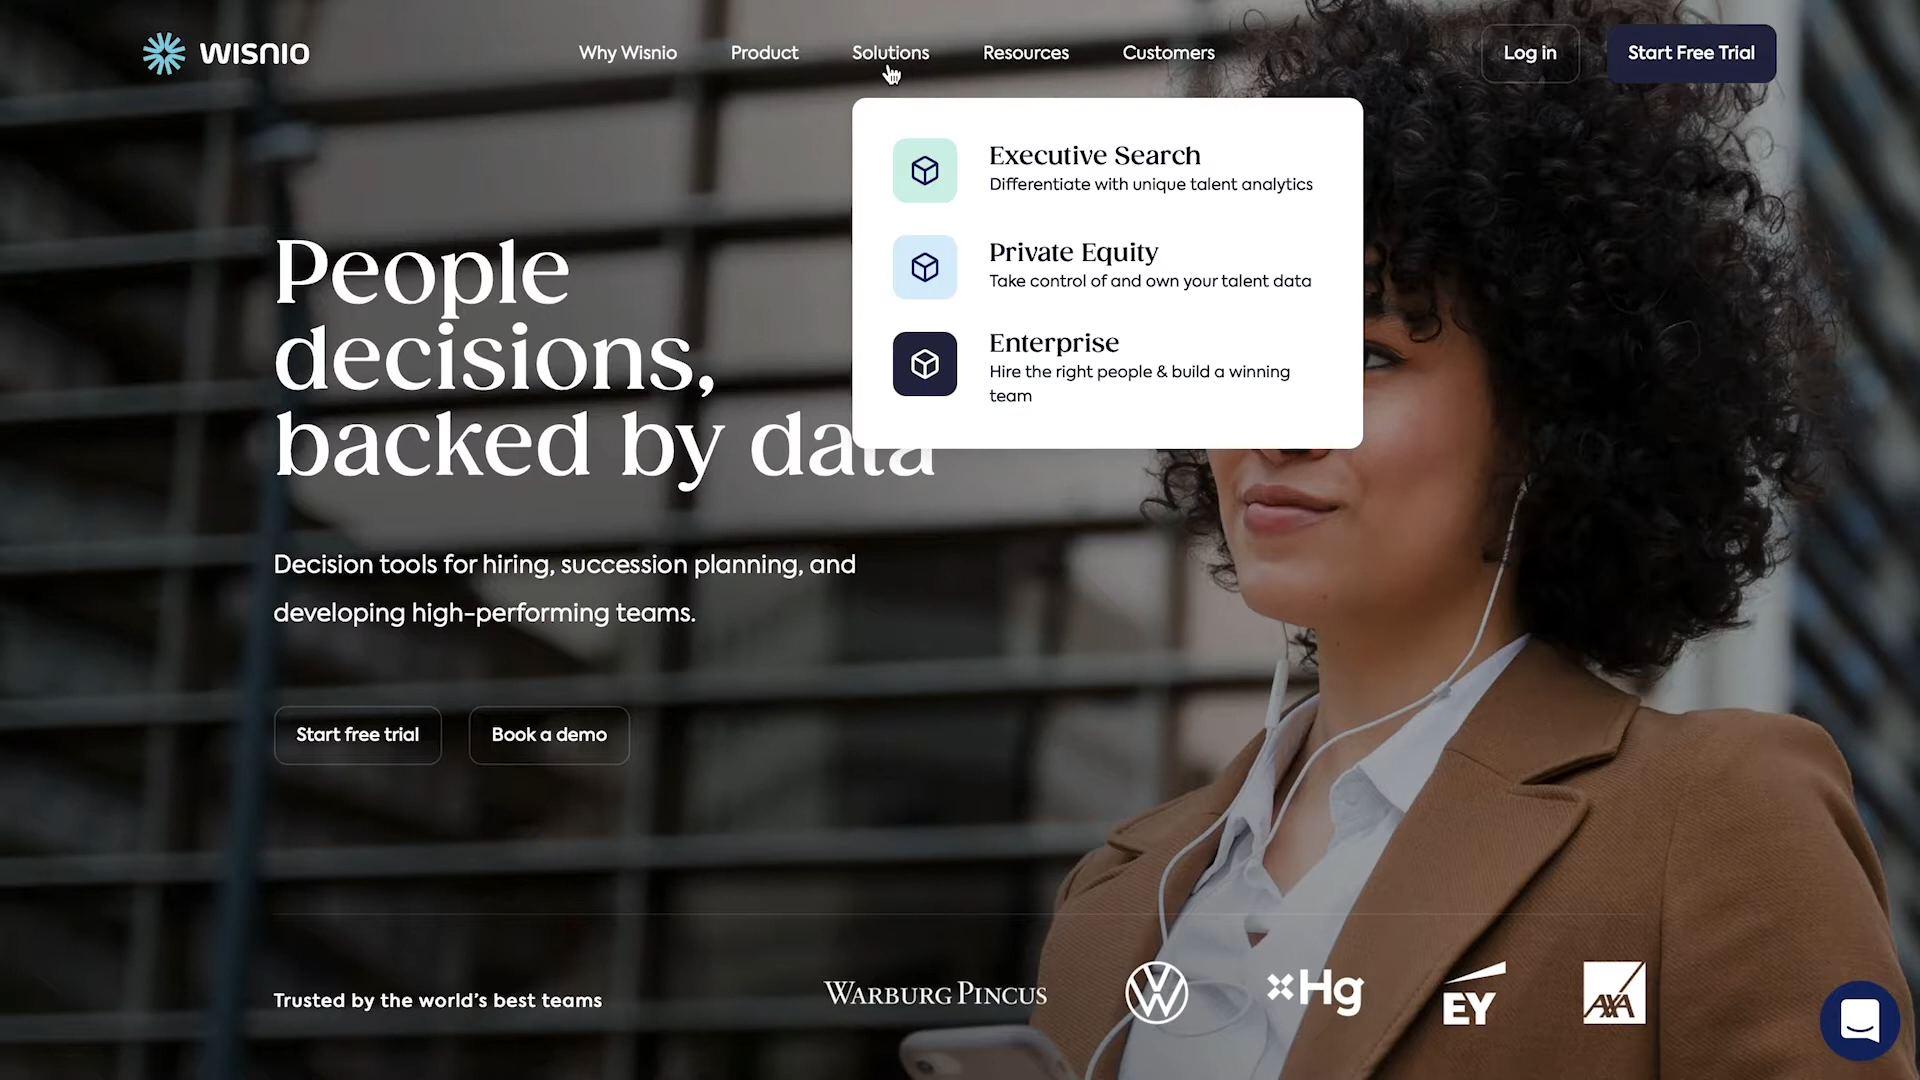 WISNIO
Why Wisnio
Product
Solutions
Resources
Customers
Log in
Start Free Trial
Executive Search
Differentiate with unique talent analytics
Private Equity
Take control of and own your talent data
Enterprise
Hire the right people & build a winning
team
People
decisions,
backed by data
Decision tools for hiring, succession planning, and
developing high-performing teams.
Start free trial
Book a demo
Trusted by the world's best teams
WARBURG PINCUS
VW
Hg
EY
AXA